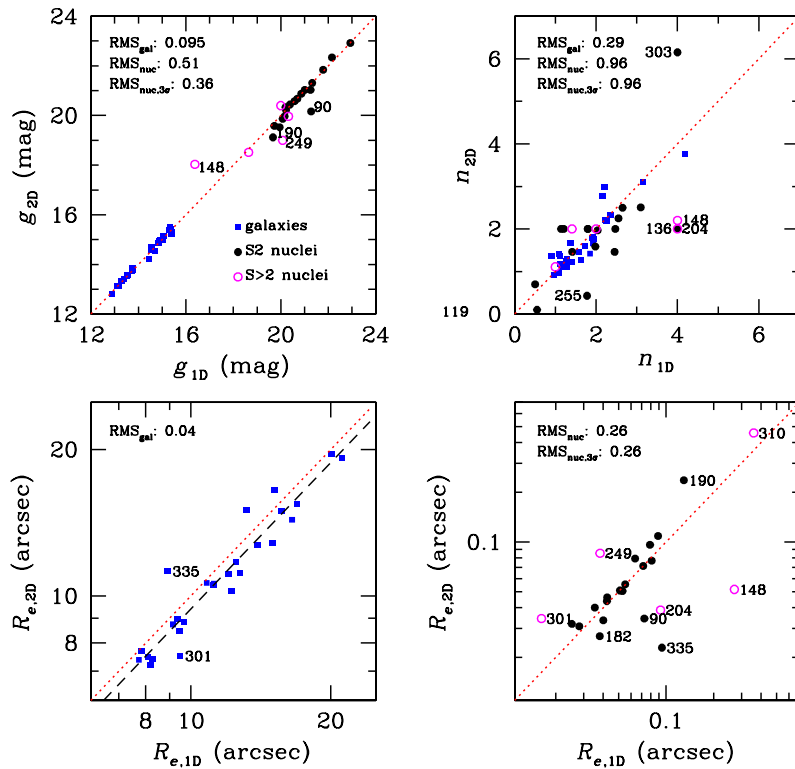 24
22
20
18
16
14
12
g2D (mag)
RMSgal: 0.095
RMSnuc: 0.51
RMSnuc,3σ: 0.36
90
190
249
148
galaxies
S2 nuclei
S>2 nuclei
12 16 20 24
g1D (mag)
6
4
2
0
n2D
RMSgal: 0.29
RMSnuc: 0.96
RMSnuc,3σ: 0.96
303
148
136 204
255
119
0 2 4 6
n1D
20
10
8
Re,2D (arcsec)
RMSgal: 0.04
335
301
8 10 20
Re,1D (arcsec)
0.1
Re,2D (arcsec)
RMSnuc: 0.26
RMSnuc,3σ: 0.26
310
190
249
148
204
301
90
182
335
0.1
Re,1D (arcsec)